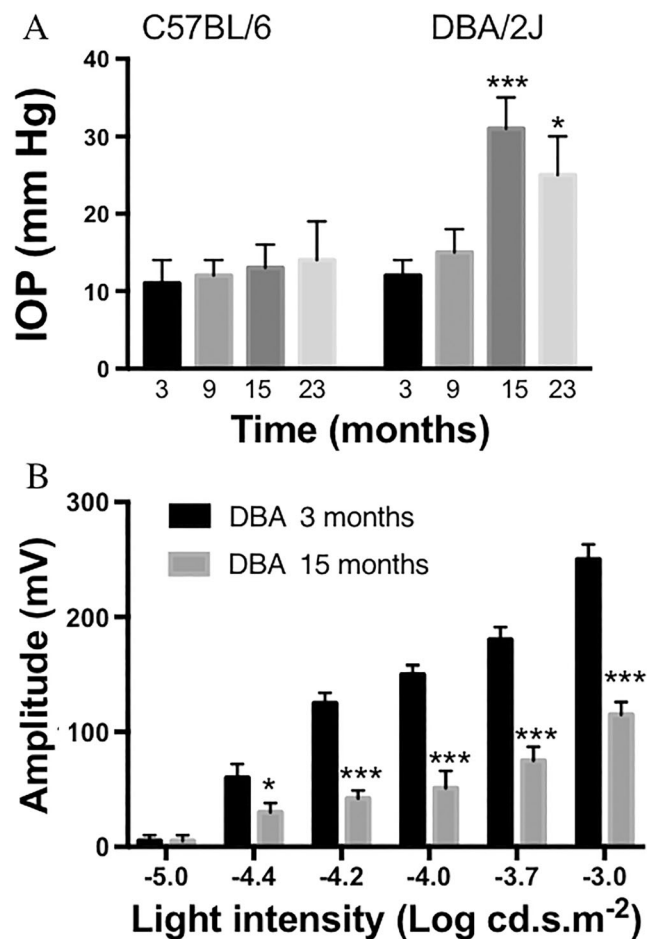 A
C57BL/6 DBA/2J
40
30
20
10
0
IOP (mm Hg)
***
*
3 9 15 23 3 9 15 23
Time (months)
B
300
200
100
0
Amplitude (mV)
DBA 3 months
DBA 15 months
* *** *** *** ***
-5.0 -4.4 -4.2 -4.0 -3.7 -3.0
Light intensity (Log cd.s.m-2)